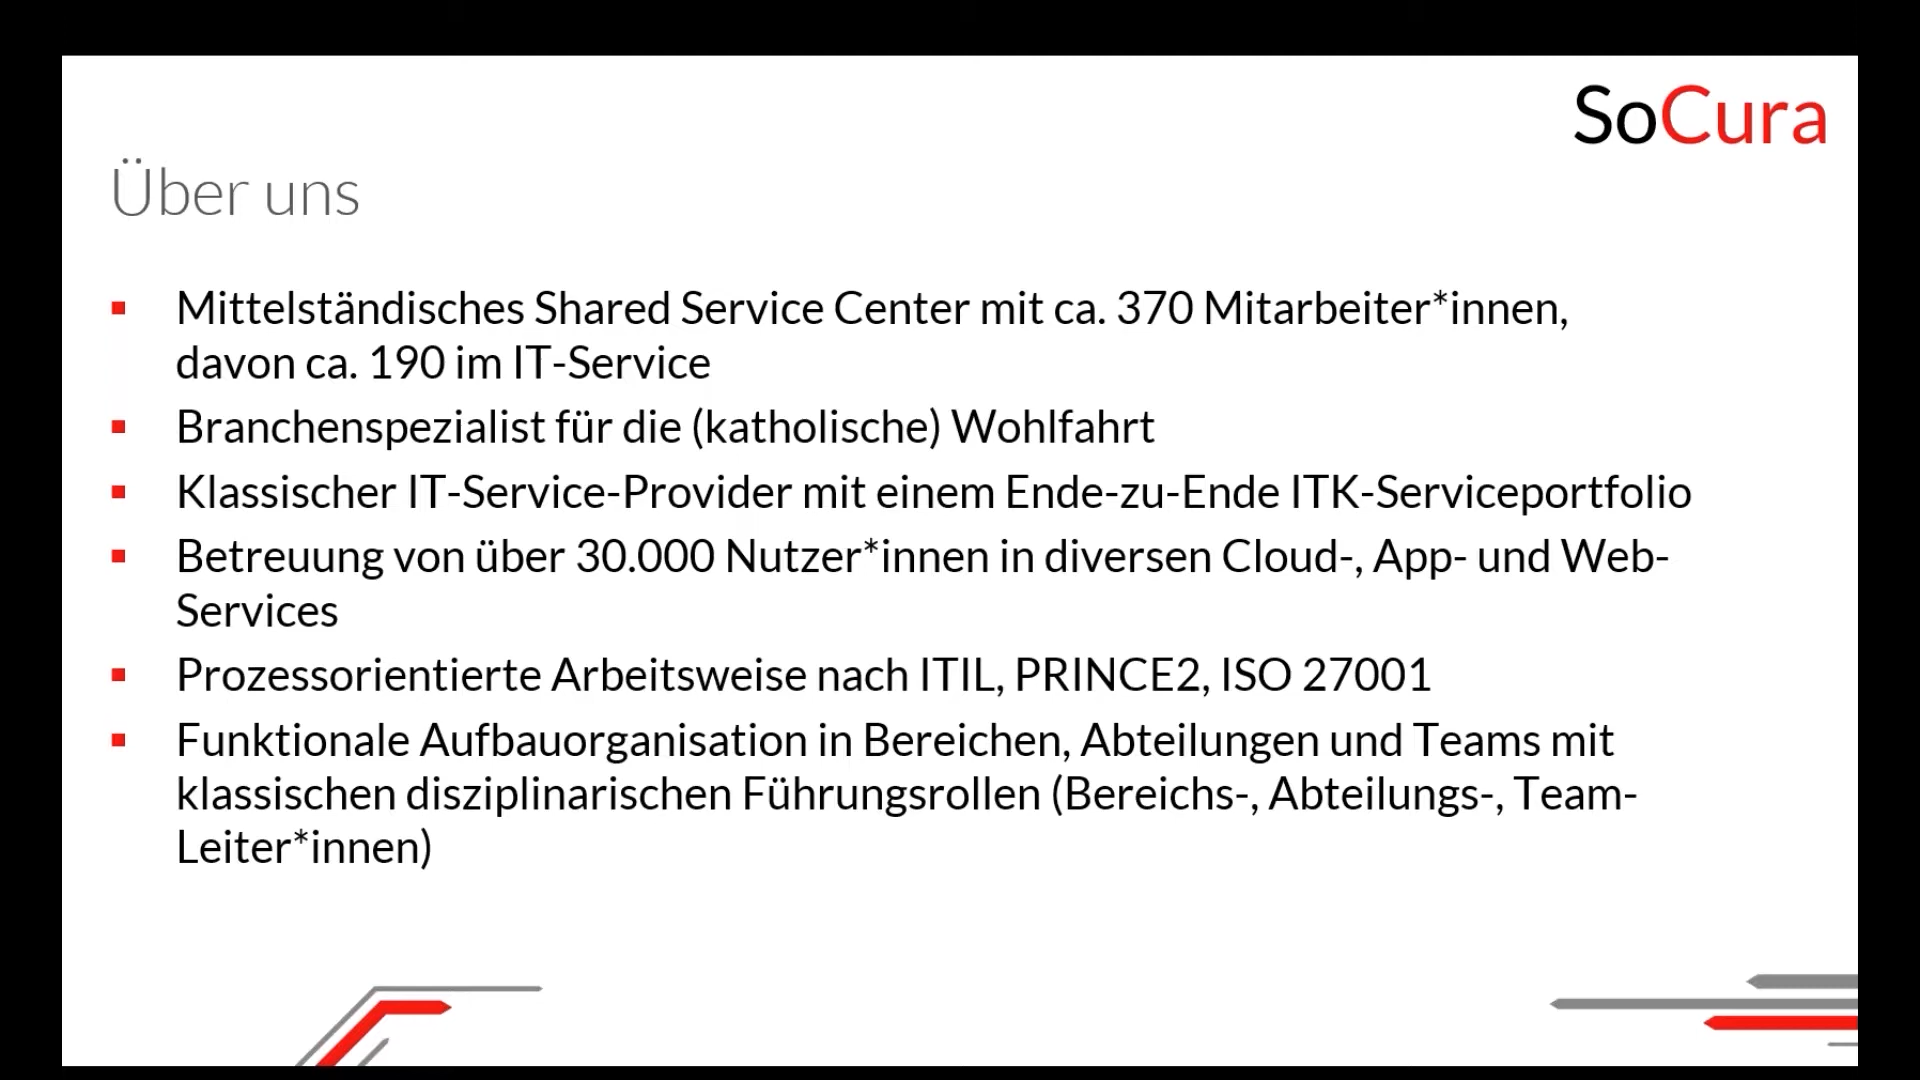 SoCura
Über uns
Mittelständisches Shared Service Center mit ca. 370 Mitarbeiter*innen,
davon ca. 190 im IT-Service
Branchenspezialist für die (katholische) Wohlfahrt
Klassischer IT-Service-Provider mit einem Ende-zu-Ende ITK-Serviceportfolio
Betreuung von über 30.000 Nutzer*innen in diversen Cloud-, App- und Web-
Services
Prozessorientierte Arbeitsweise nach ITIL, PRINCE2, ISO 27001
Funktionale Aufbauorganisation in Bereichen, Abteilungen und Teams mit
klassischen disziplinarischen Führungsrollen (Bereichs-, Abteilungs-, Team-
Leiter*innen)